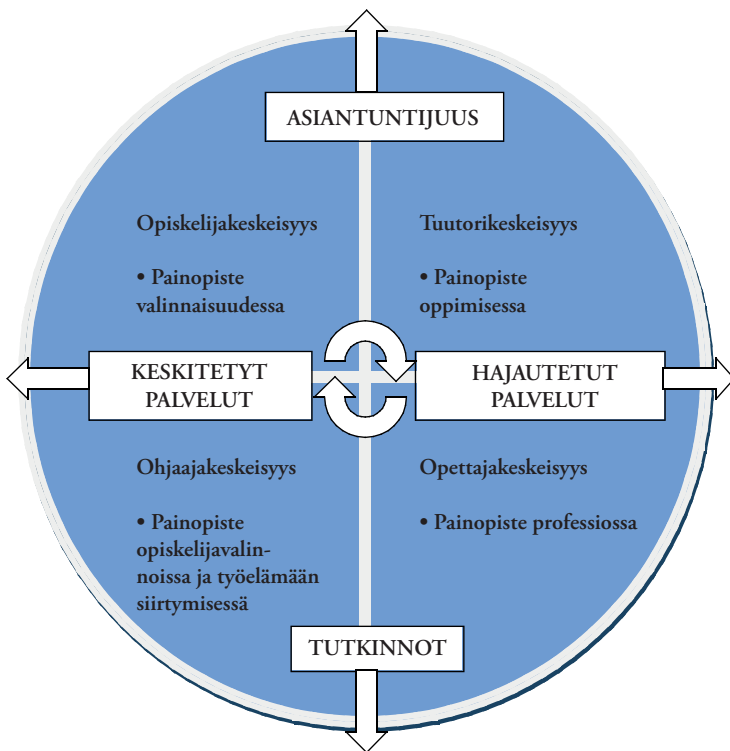 ASIANTUNTIJUUS
Opiskelijakeskeisyys
• Painopiste
valinnaisuudessa
Tuutorikeskeisyys
• Painopiste
oppimisessa
KESKITETYT
PALVELUT
HAJAUTETUT
PALVELUT
Ohjaajakeskeisyys
• Painopiste
opiskelijavalin-
noissa ja työelämään
siirtymisessä
Opettajakeskeisyys
• Painopiste professiossa
TUTKINNOT